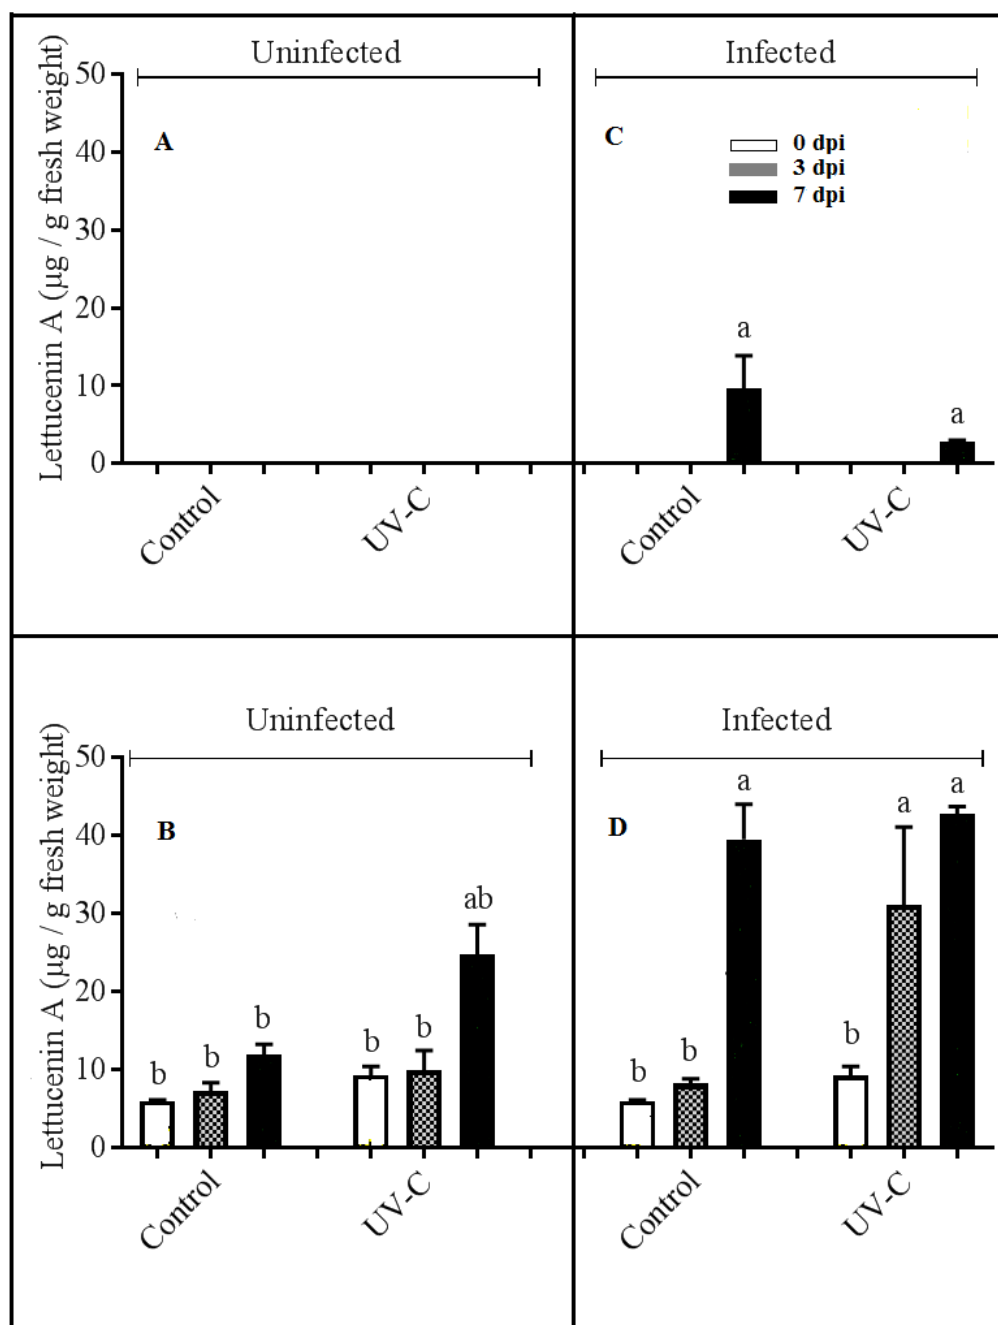 Uninfected
Lettucenin A (µg / g fresh weight)
50
40
30
20
10
0
A
Control
UV-C
Infected
C
0 dpi
3 dpi
7 dpi
a
a
Control
UV-C
Uninfected
Lettucenin A (µg / g fresh weight)
50
40
30
20
10
0
B
b
b
b
b
b
ab
Control
UV-C
Infected
D
b
b
a
b
a
a
Control
UV-C